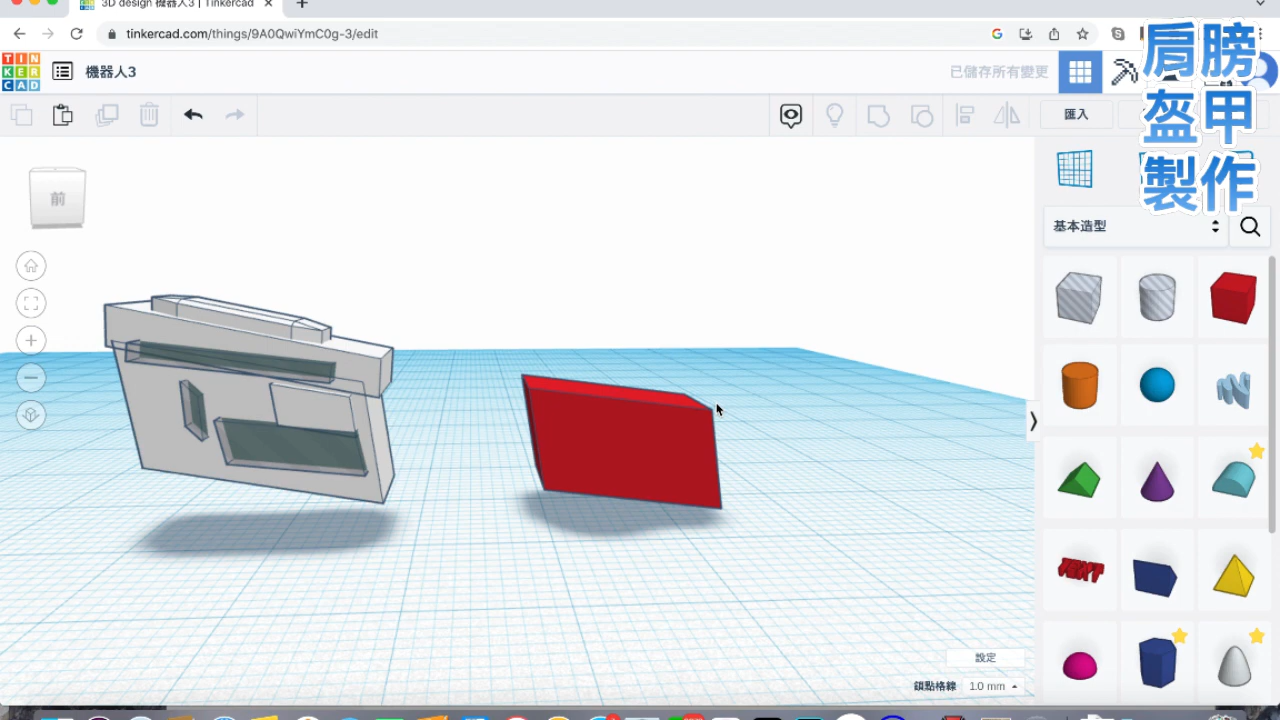 3D design 機器人3 | Tinkercad
tinkercad.com/things/9A0QwiYmC0g-3/edit
TIN
KER
CAD
機器人3
已儲存所有變更
肩膀
盔甲
製作
匯入
前
基本造型
TEXT
設定
鎖點格線 1.0 mm